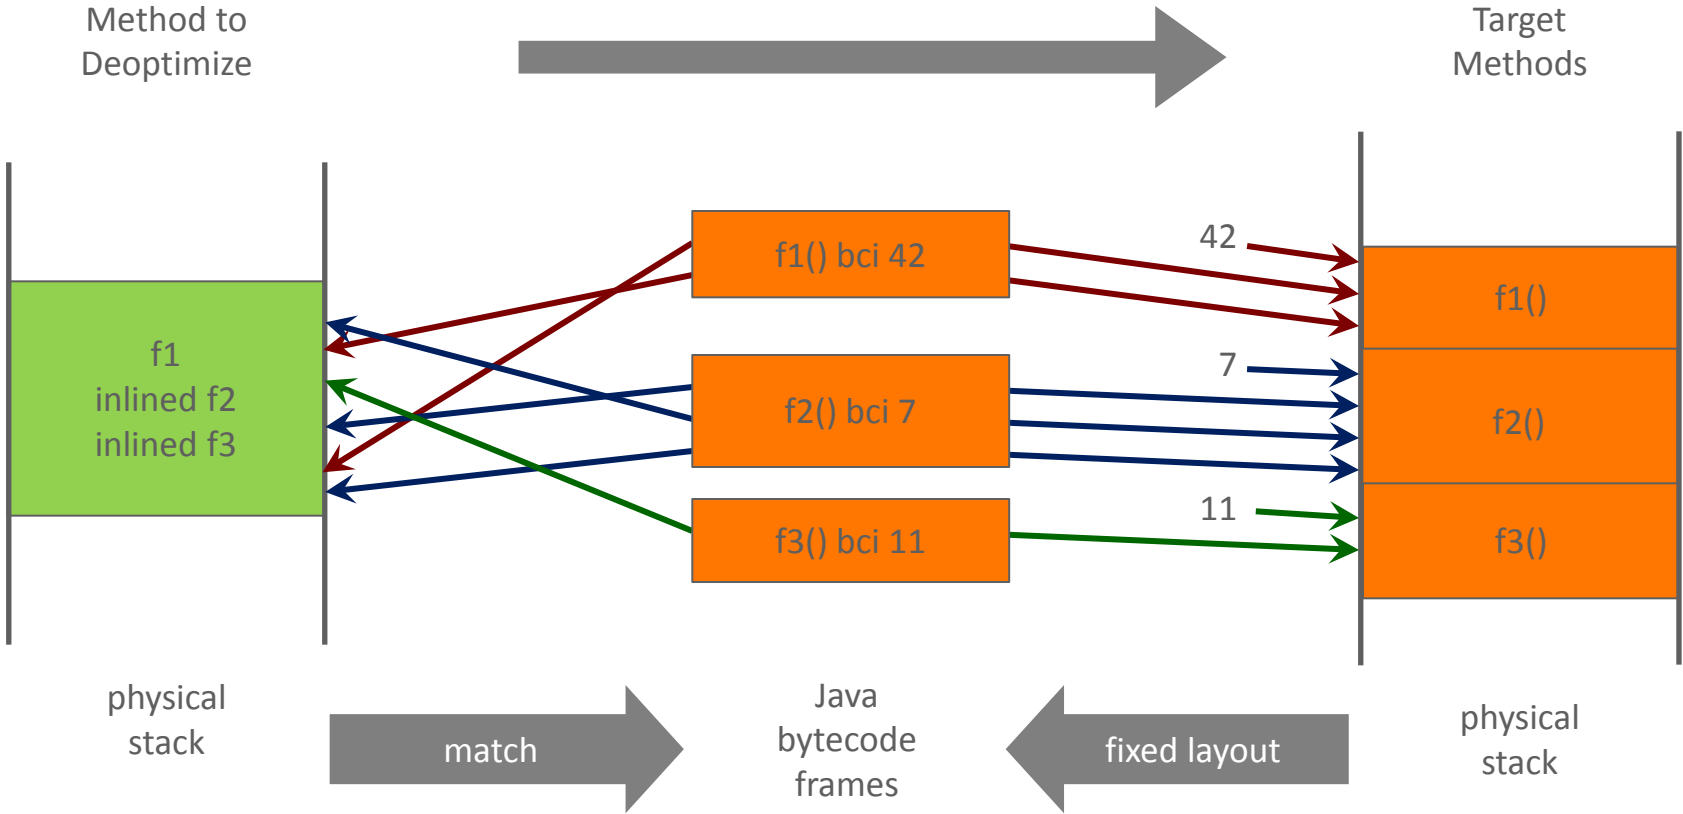 Method to
Deoptimize
Target
Methods
f1
inlined f2
inlined f3
f1() bci 42
f2() bci 7
f3() bci 11
42
7
11
f1()
f2()
f3()
physical
stack
match
Java
bytecode
frames
fixed layout
physical
stack